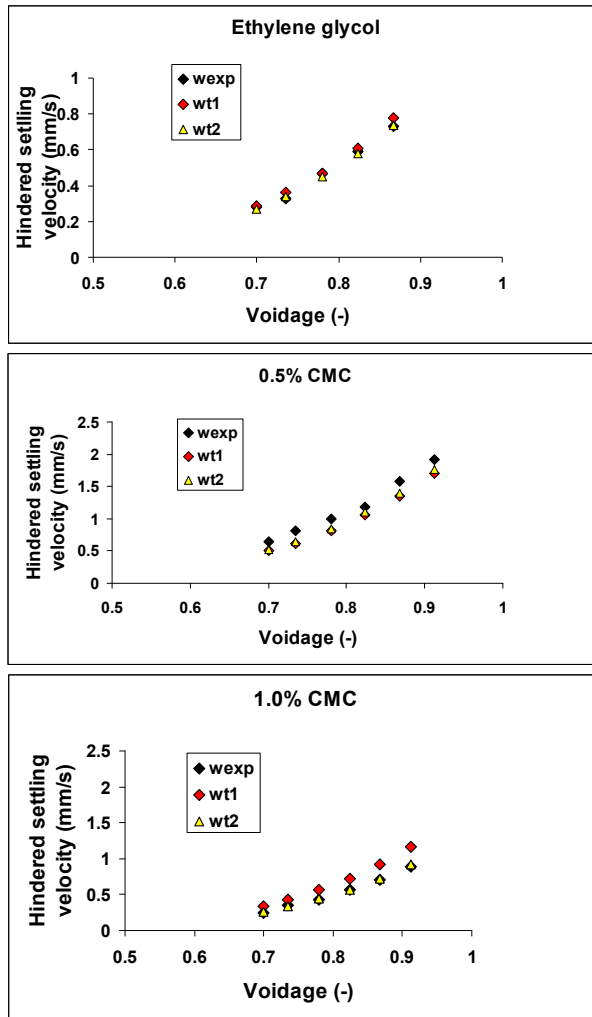 Ethylene glycol
Hindered setlling
velocity (mm/s)
1
0.8
0.6
0.4
0.2
0
wexp
wt1
wt2
0.5
0.6
0.7
0.8
0.9
1
Voidage (-)
0.5% CMC
Hindered settling
velocity (mm/s)
2.5
2
1.5
1
0.5
0
wexp
wt1
wt2
0.5
0.6
0.7
0.8
0.9
1
Voidage (-)
1.0% CMC
Hindered settling
velocity (mm/s)
2.5
2
1.5
1
0.5
0
wexp
wt1
wt2
0.5
0.6
0.7
0.8
0.9
1
Voidage (-)